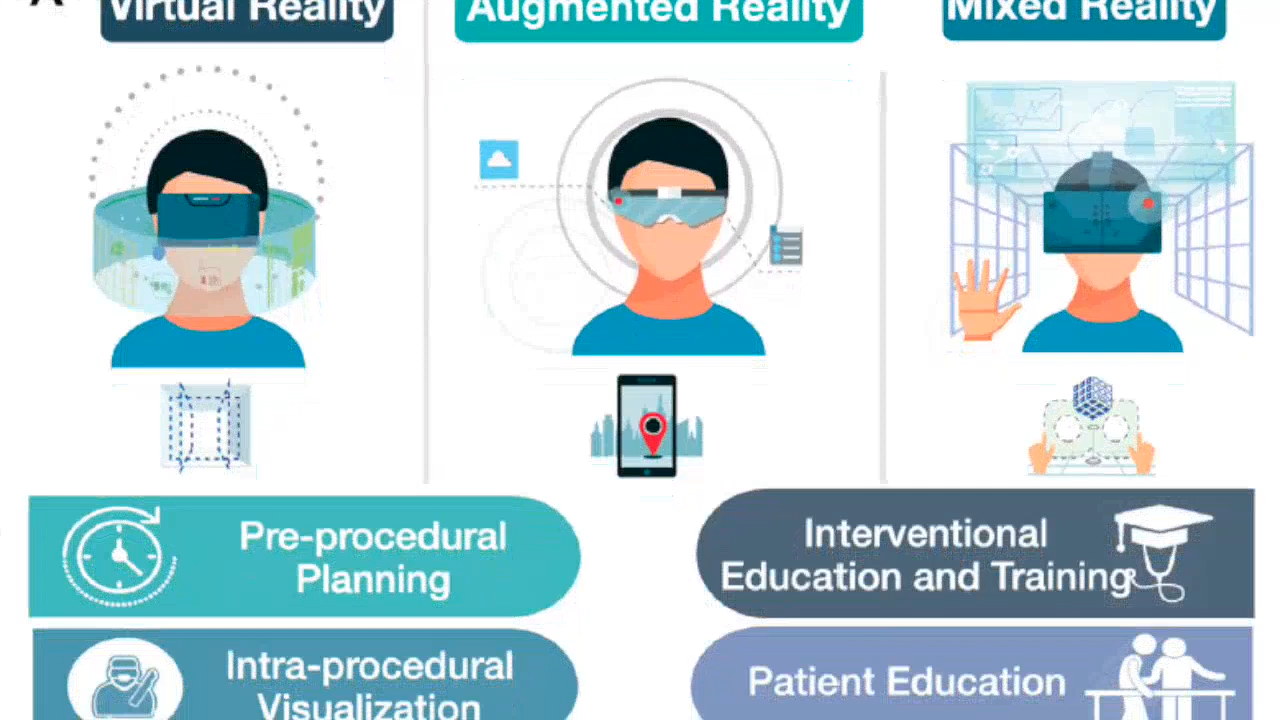 Virtual Reality
Augmented Reality
Mixed Reality
Pre-procedural
Planning
Interventional
Education and Training
Intra-procedural
Visualization
Patient Education